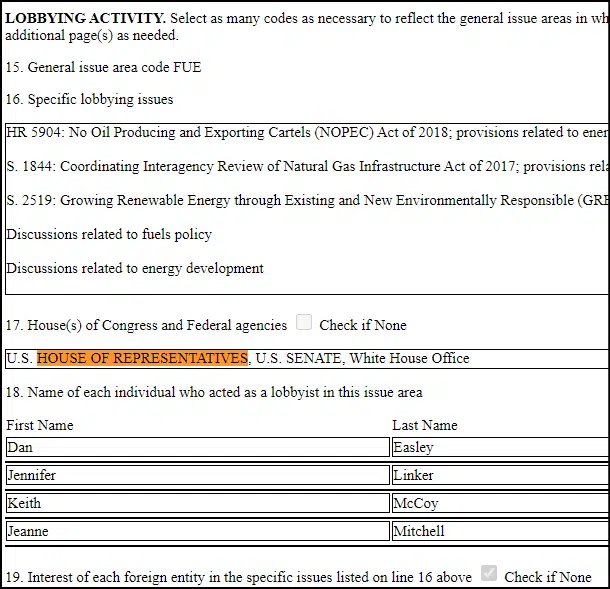 LOBBYING ACTIVITY. Select as many codes as necessary to reflect the general issue areas in
additional page(s) as needed.
15. General issue area code FUE
16. Specific lobbying issues
HR 5904: No Oil Producing and Exporting Cartels (NOPEC) Act of 2018; provisions related to
S. 1844: Coordinating Interagency Review of Natural Gas Infrastructure Act of 2017; provisions
S. 2519: Growing Renewable Energy through Existing and New Environmentally Responsible
Discussions related to fuels policy
Discussions related to energy development
17. House(s) of Congress and Federal agencies Check if None
U.S. HOUSE OF REPRESENTATIVES, U.S. SENATE, White House Office
18. Name of each individual who acted as a lobbyist in this issue area
First Name Last Name
Dan Easley
Jennifer Linker
Keith McCoy
Jeanne Mitchell
19. Interest of each foreign entity in the specific issues listed on line 16 above Check if None